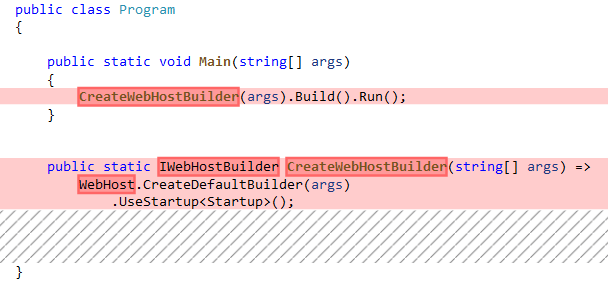 public class Program
{
public static void Main(string[] args)
{
CreateWebHostBuilder(args).Build().Run();
}
public static IWebHostBuilder CreateWebHostBuilder(string[] args) =>
WebHost.CreateDefaultBuilder(args)
.UseStartup<Startup>();
}